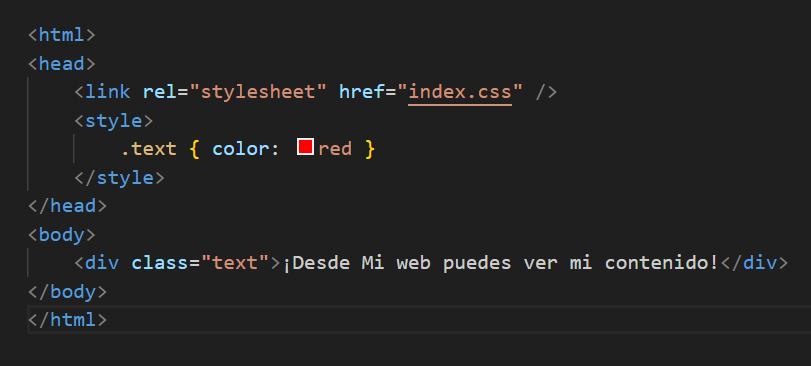 <html>
<head>
<link rel="stylesheet" href="index.css" />
<style>
.text { color: red }
</style>
</head>
<body>
<div class="text">¡Desde Mi web puedes ver mi contenido!</div>
</body>
</html>